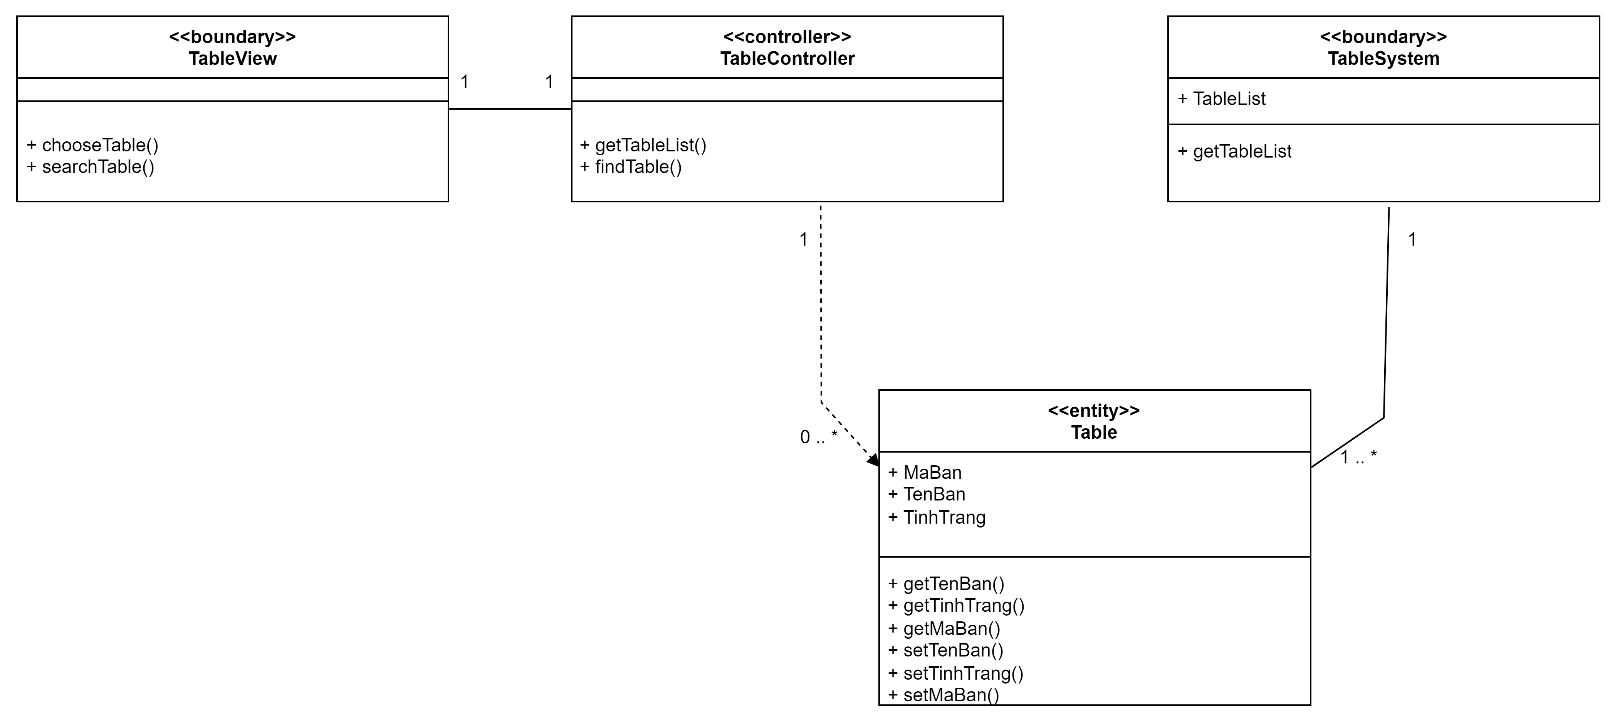 <<boundary>>
TableView
+ chooseTable()
+ searchTable()
1
1
<<controller>>
TableController
+ getTableList()
+ findTable()
<<boundary>>
TableSystem
+ TableList
+ getTableList
1
1
0 .. *
1 .. *
<<entity>>
Table
+ MaBan
+ TenBan
+ TinhTrang
+ getTenBan()
+ getTinhTrang()
+ getMaBan()
+ setTenBan()
+ setTinhTrang()
+ setMaBan()